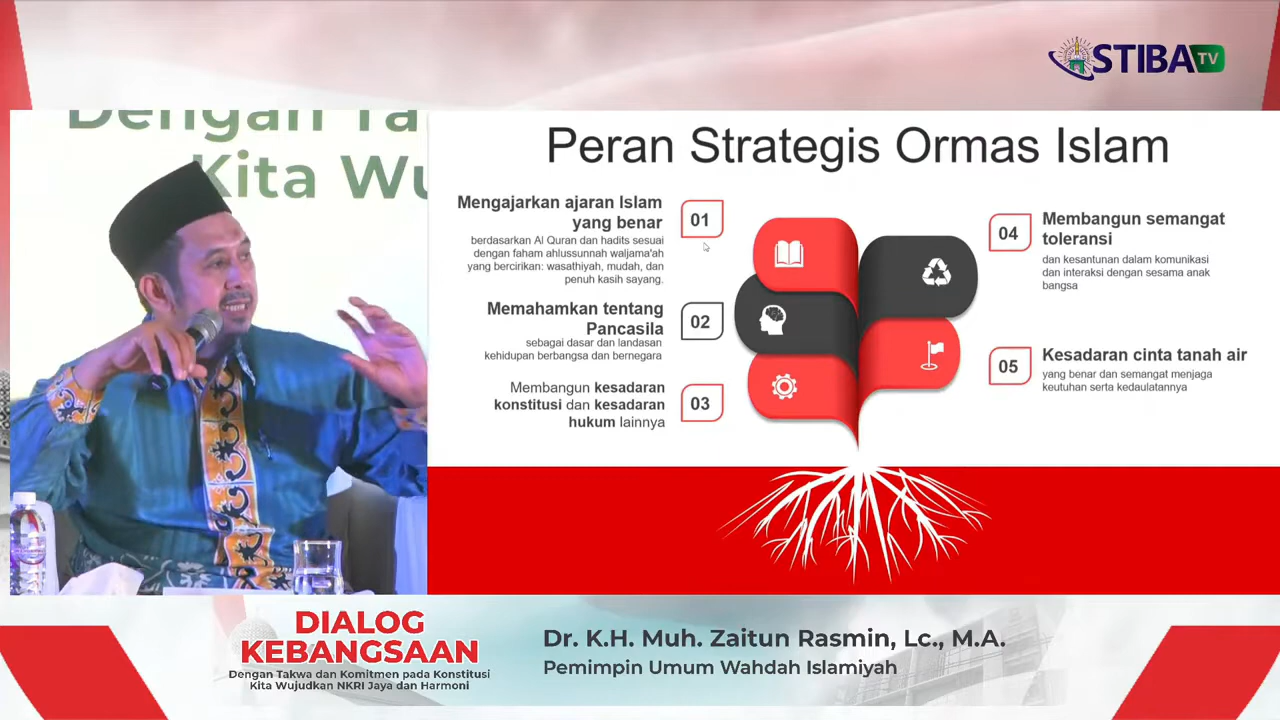 STIBA TV
Dengan Ta
Kita Wu
Peran Strategis Ormas Islam
Mengajarkan ajaran Islam
yang benar
01
berdasarkan Al Quran dan hadits sesuai
dengan faham ahlussunnah waljama'ah
yang bercirikan: wasathiyah, mudah, dan
penuh kasih sayang.
Memahamkan tentang
Pancasila
02
sebagai dasar dan landasan
kehidupan berbangsa dan bernegara
Membangun kesadaran
konstitusi dan kesadaran
hukum lainnya
03
04
Membangun semangat
toleransi
dan kesantunan dalam komunikasi
dan interaksi dengan sesama anak
bangsa
05
Kesadaran cinta tanah air
yang benar dan semangat menjaga
keutuhan serta kedaulatannya
DIALOG
KEBANGSAAN
Dengan Takwa dan Komitmen pada Konstitusi
Kita Wujudkan NKRI Jaya dan Harmoni
Dr. K.H. Muh. Zaitun Rasmin, Lc., M.A.
Pemimpin Umum Wahdah Islamiyah